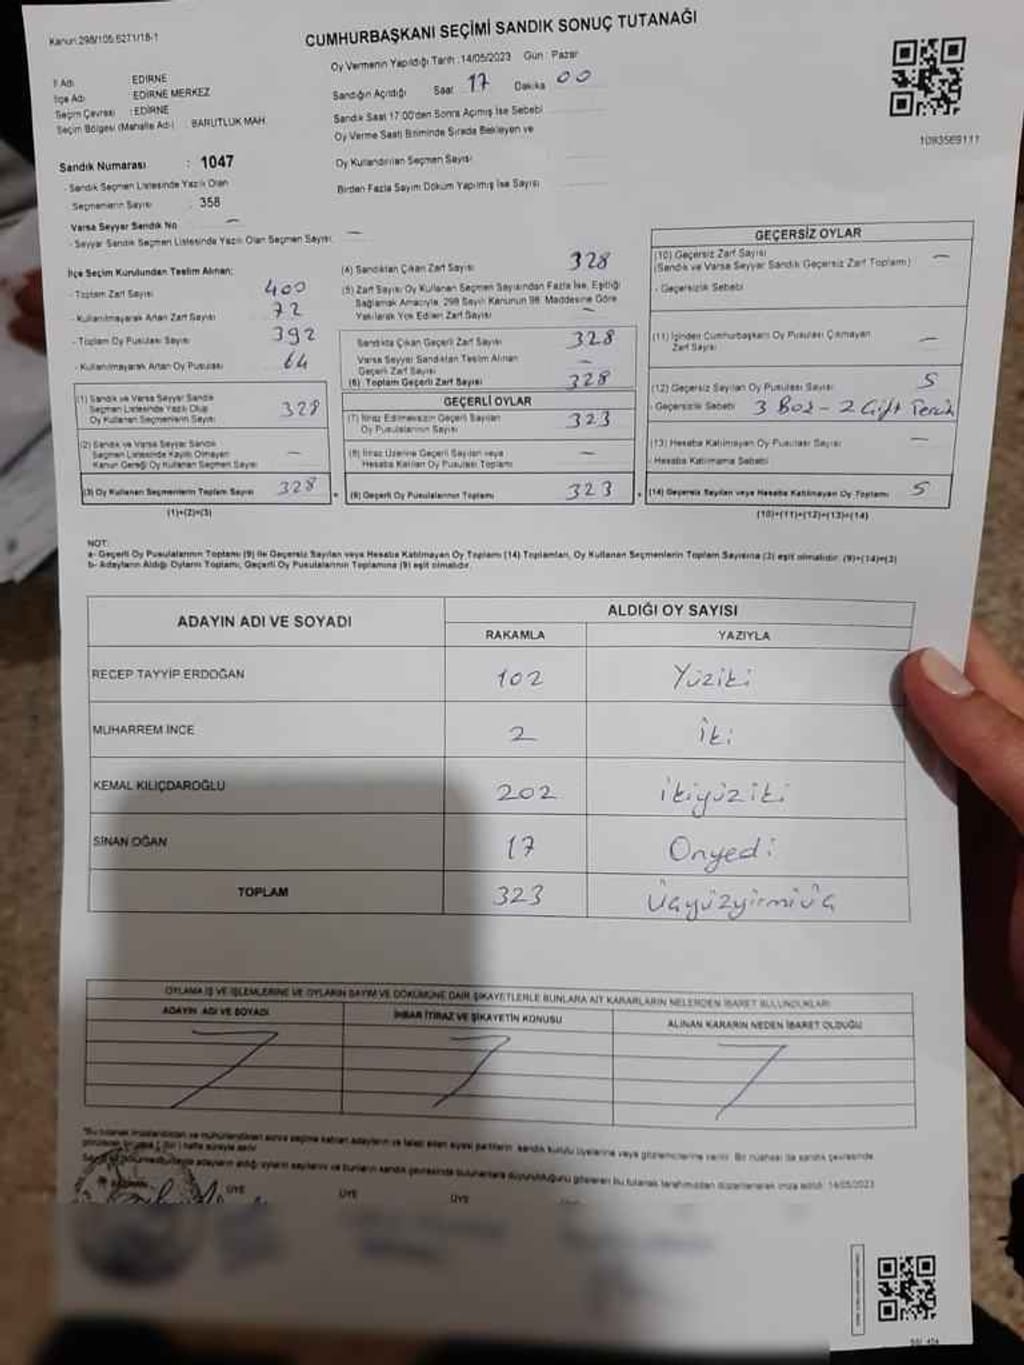 Kanun:298/105.6271/18-1
CUMHURBAŞKANI SEÇİMİ SANDIK SONUÇ TUTANAĞI
Oy Vermenin Yapıldığı Tarih :14/05/2023 Gün : Pazar
Sandığın Açıldığı Saat 17 Dakika 00
Sandık Saat 17:00'den Sonra Açılmış İse Sebebi
Oy Verme Saati Bitiminde Sırada Bekleyen ve
Oy Kullandırılan Seçmen Sayısı
Birden Fazla Sayım Döküm Yapılmış İse Sayısı
İl Adı : EDİRNE
İlçe Adı : EDİRNE MERKEZ
Seçim Çevresi : EDİRNE
Seçim Bölgesi (Mahalle Adı) : BARUTLUK MAH.
Sandık Numarası : 1047
- Sandık Seçmen Listesinde Yazılı Olan
Seçmenlerin Sayısı : 358
Varsa Seyyar Sandık No —
- Seyyar Sandık Seçmen Listesinde Yazılı Olan Seçmen Sayısı: —
İlçe Seçim Kurulundan Teslim Alınan;
- Toplam Zarf Sayısı 400
- Kullanılmayarak Artan Zarf Sayısı 72
- Toplam Oy Pusulası Sayısı 392
- Kullanılmayarak Artan Oy Pusulası 64
(1) Sandık ve Varsa Seyyar Sandık
Seçmen Listesinde Yazılı Olup
Oy Kullanan Seçmenlerin Sayısı 328
(2) Sandık ve Varsa Seyyar Sandık
Seçmen Listesinde Kayıtlı Olmayan
Kanun Gereği Oy Kullanan Seçmen Sayısı —
(3) Oy Kullanan Seçmenlerin Toplam Sayısı 328
(1)+(2)=(3)
(4) Sandıktan Çıkan Zarf Sayısı 328
(5) Zarf Sayısı Oy Kullanan Seçmen Sayısından Fazla İse, Eşitliği
Sağlamak Amacıyla, 298 Sayılı Kanunun 98. Maddesine Göre
Yakılarak Yok Edilen Zarf Sayısı —
Sandıkta Çıkan Geçerli Zarf Sayısı 328
Varsa Seyyar Sandıktan Teslim Alınan
Geçerli Zarf Sayısı —
(6) Toplam Geçerli Zarf Sayısı 328
GEÇERLİ OYLAR
(7) İtiraz Edilmeksizin Geçerli Sayılan
Oy Pusulalarının Sayısı 323
(8) İtiraz Üzerine Geçerli Sayılan veya
Hesaba Katılan Oy Pusulası Toplamı —
(9) Geçerli Oy Pusulalarının Toplamı 323
GEÇERSİZ OYLAR
(10) Geçersiz Zarf Sayısı
(Sandık ve Varsa Seyyar Sandık Geçersiz Zarf Toplamı) —
- Geçersizlik Sebebi
(11) İçinden Cumhurbaşkanı Oy Pusulası Çıkmayan
Zarf Sayısı —
(12) Geçersiz Sayılan Oy Pusulası Sayısı 5
- Geçersizlik Sebebi 3 Boş - 2 Çift Tercih
(13) Hesaba Katılmayan Oy Pusulası Sayısı —
- Hesaba Katılmama Sebebi
(14) Geçersiz Sayılan veya Hesaba Katılmayan Oy Toplamı 5
(10)+(11)+(12)+(13)=(14)
NOT:
a- Geçerli Oy Pusulalarının Toplamı (9) ile Geçersiz Sayılan veya Hesaba Katılmayan Oy Toplamı (14) Toplamları, Oy Kullanan Seçmenlerin Toplam Sayısına (3) eşit olmalıdır. (9)+(14)=(3)
b- Adayların Aldığı Oyların Toplamı, Geçerli Oy Pusulalarının Toplamına (9) eşit olmalıdır.
ADAYIN ADI VE SOYADI ALDIĞI OY SAYISI
RAKAMLA YAZIYLA
RECEP TAYYİP ERDOĞAN 102 Yüziki
MUHARREM İNCE 2 İki
KEMAL KILIÇDAROĞLU 202 ikiyüziki
SİNAN OĞAN 17 Onyedi
TOPLAM 323 Üçyüzyirmiüç
OYLAMA İŞ VE İŞLEMLERİNE VE OYLARIN SAYIM VE DÖKÜMÜNE DAİR ŞİKAYETLERLE BUNLARA AİT KARARLARIN NELERDEN İBARET BULUNDUKLARI
ADAYIN ADI VE SOYADI İHBAR İTİRAZ VE ŞİKAYETİN KONUSU ALINAN KARARIN NEDEN İBARET OLDUĞU
ÜYE ÜYE ÜYE